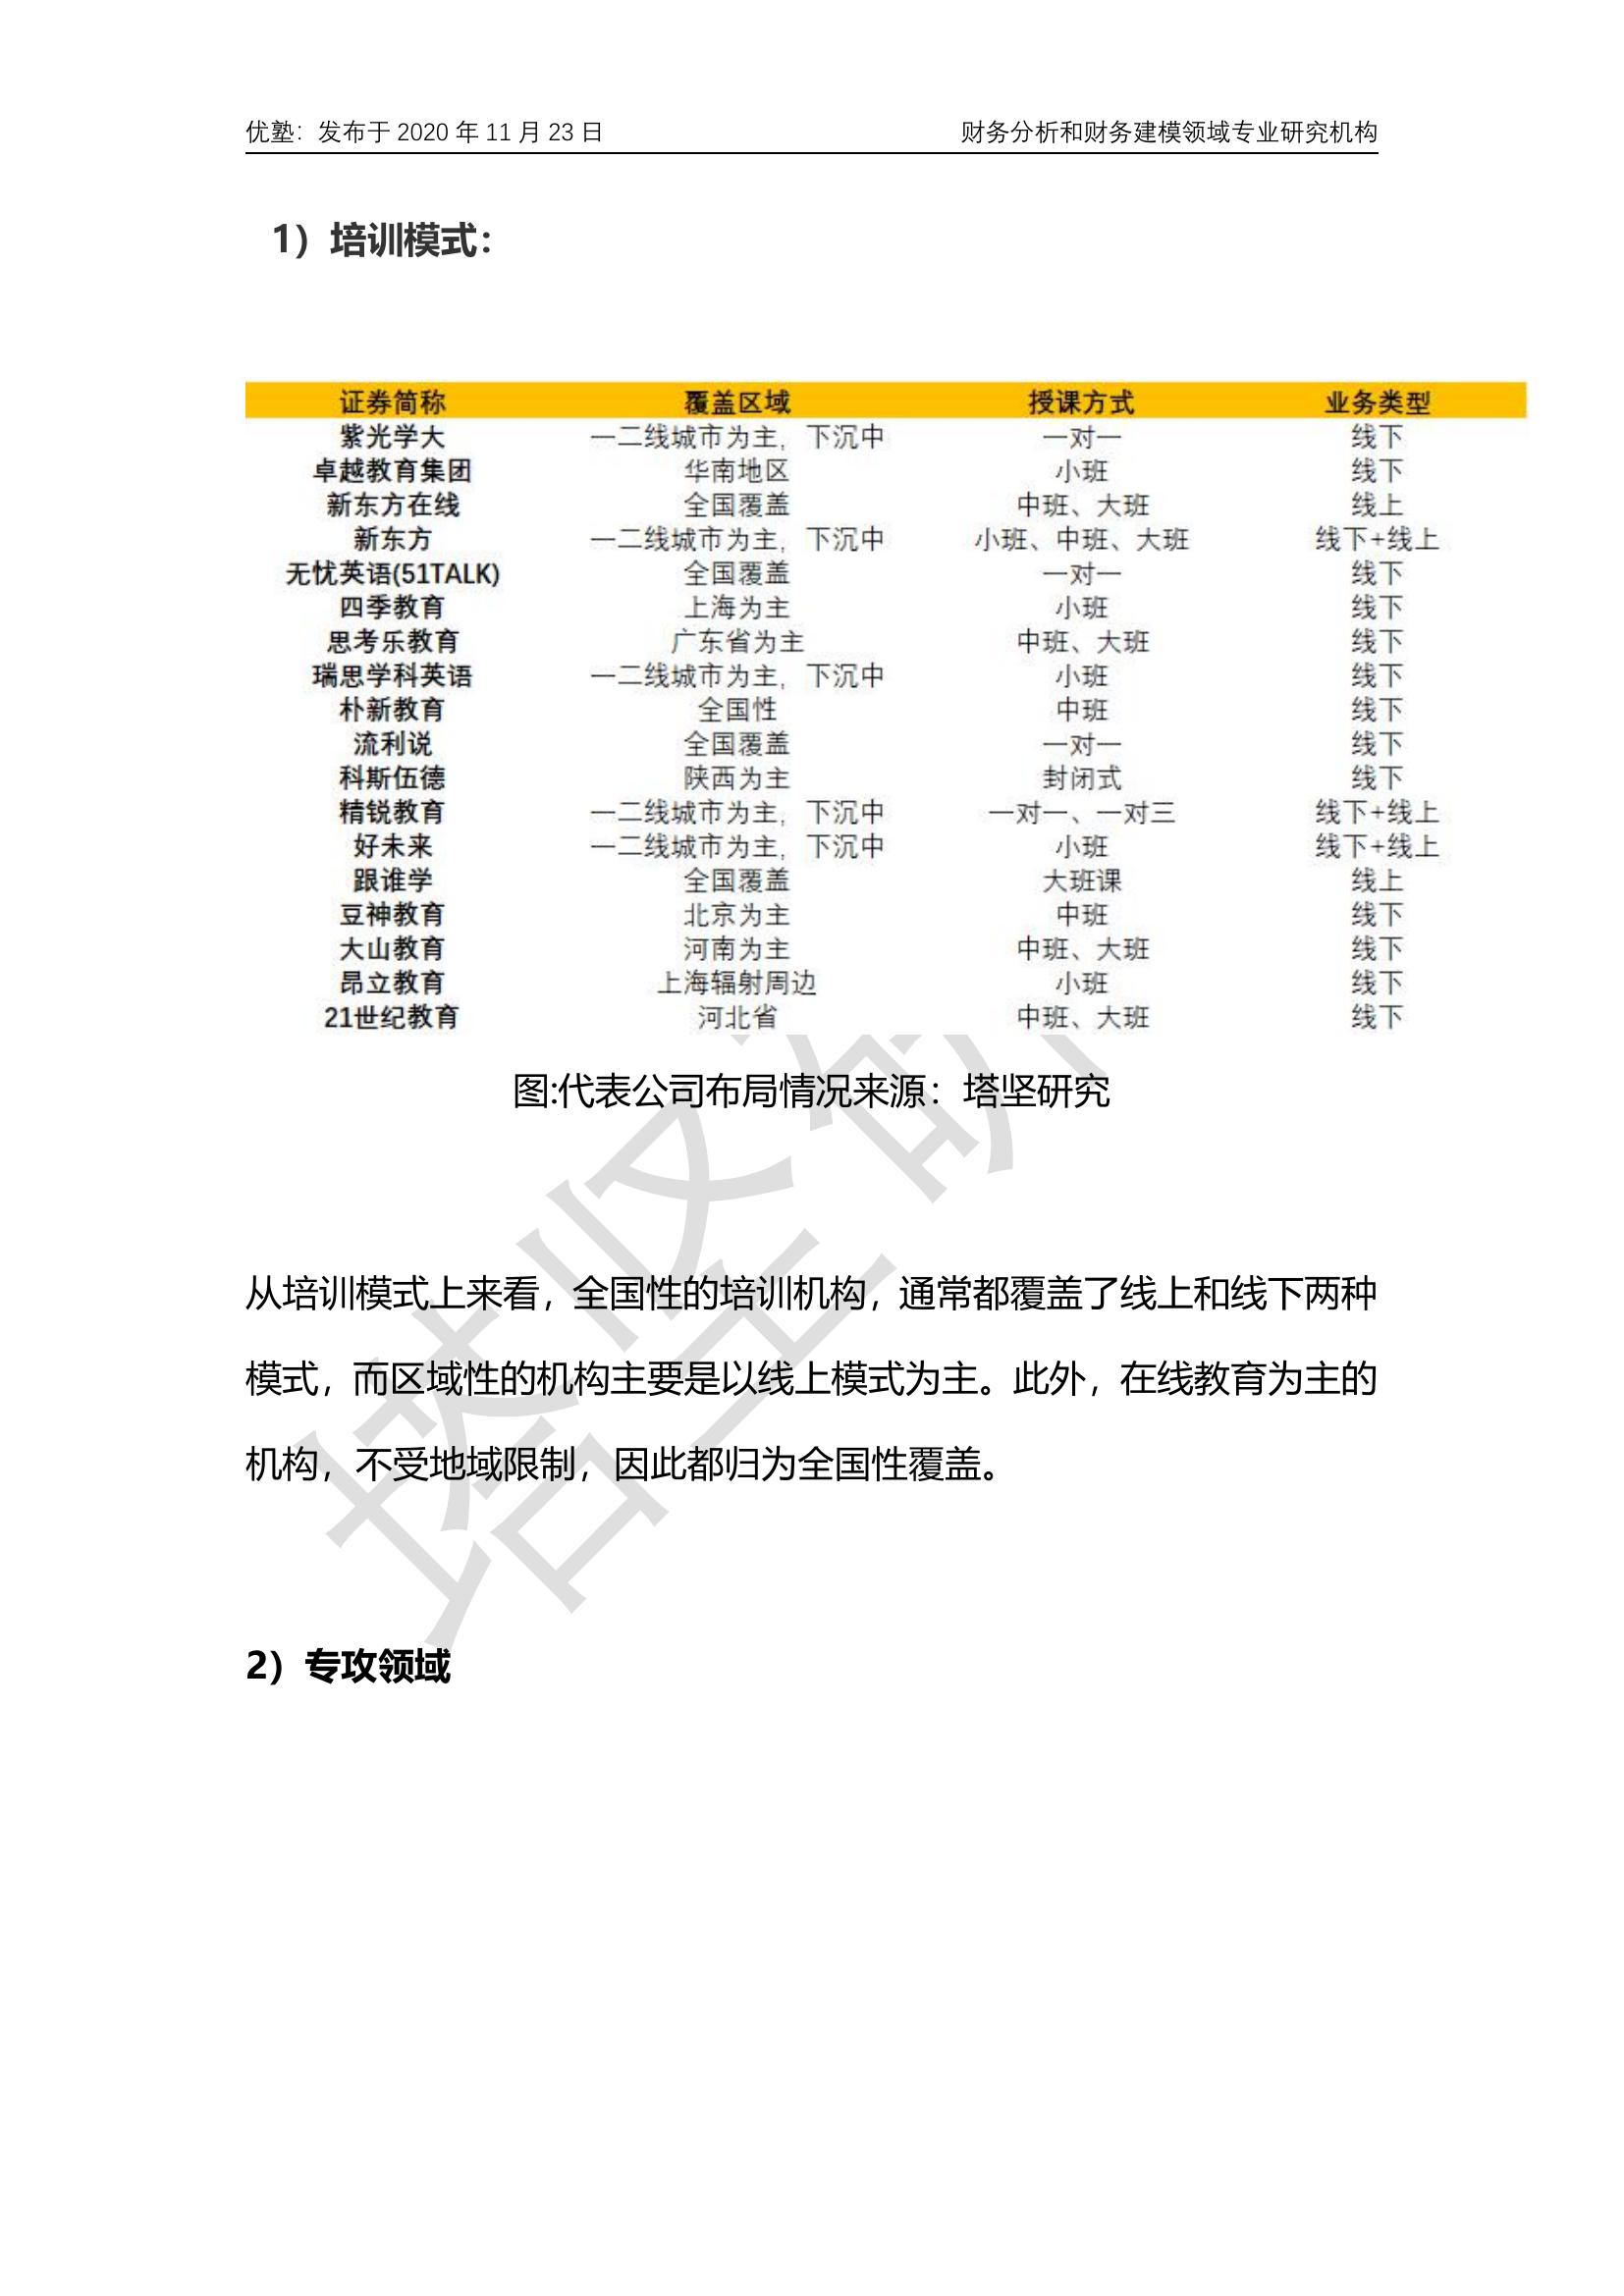 优塾：发布于 2020 年 11 月 23 日 财务分析和财务建模领域专业研究机构
1）培训模式：
证券简称 覆盖区域 授课方式 业务类型
紫光学大 一二线城市为主，下沉中 一对一 线下
卓越教育集团 华南地区 小班 线下
新东方在线 全国覆盖 中班、大班 线上
新东方 一二线城市为主，下沉中 小班、中班、大班 线下+线上
无忧英语(51TALK) 全国覆盖 一对一 线下
四季教育 上海为主 小班 线下
思考乐教育 广东省为主 中班、大班 线下
瑞思学科英语 一二线城市为主，下沉中 小班 线下
朴新教育 全国性 中班 线下
流利说 全国覆盖 一对一 线下
科斯伍德 陕西为主 封闭式 线下
精锐教育 一二线城市为主，下沉中 一对一、一对三 线下+线上
好未来 一二线城市为主，下沉中 小班 线下+线上
跟谁学 全国覆盖 大班课 线上
豆神教育 北京为主 中班 线下
大山教育 河南为主 中班、大班 线下
昂立教育 上海辐射周边 小班 线下
21世纪教育 河北省 中班、大班 线下
图:代表公司布局情况来源：塔坚研究
从培训模式上来看，全国性的培训机构，通常都覆盖了线上和线下两种
模式，而区域性的机构主要是以线上模式为主。此外，在线教育为主的
机构，不受地域限制，因此都归为全国性覆盖。
2）专攻领域
塔坚研